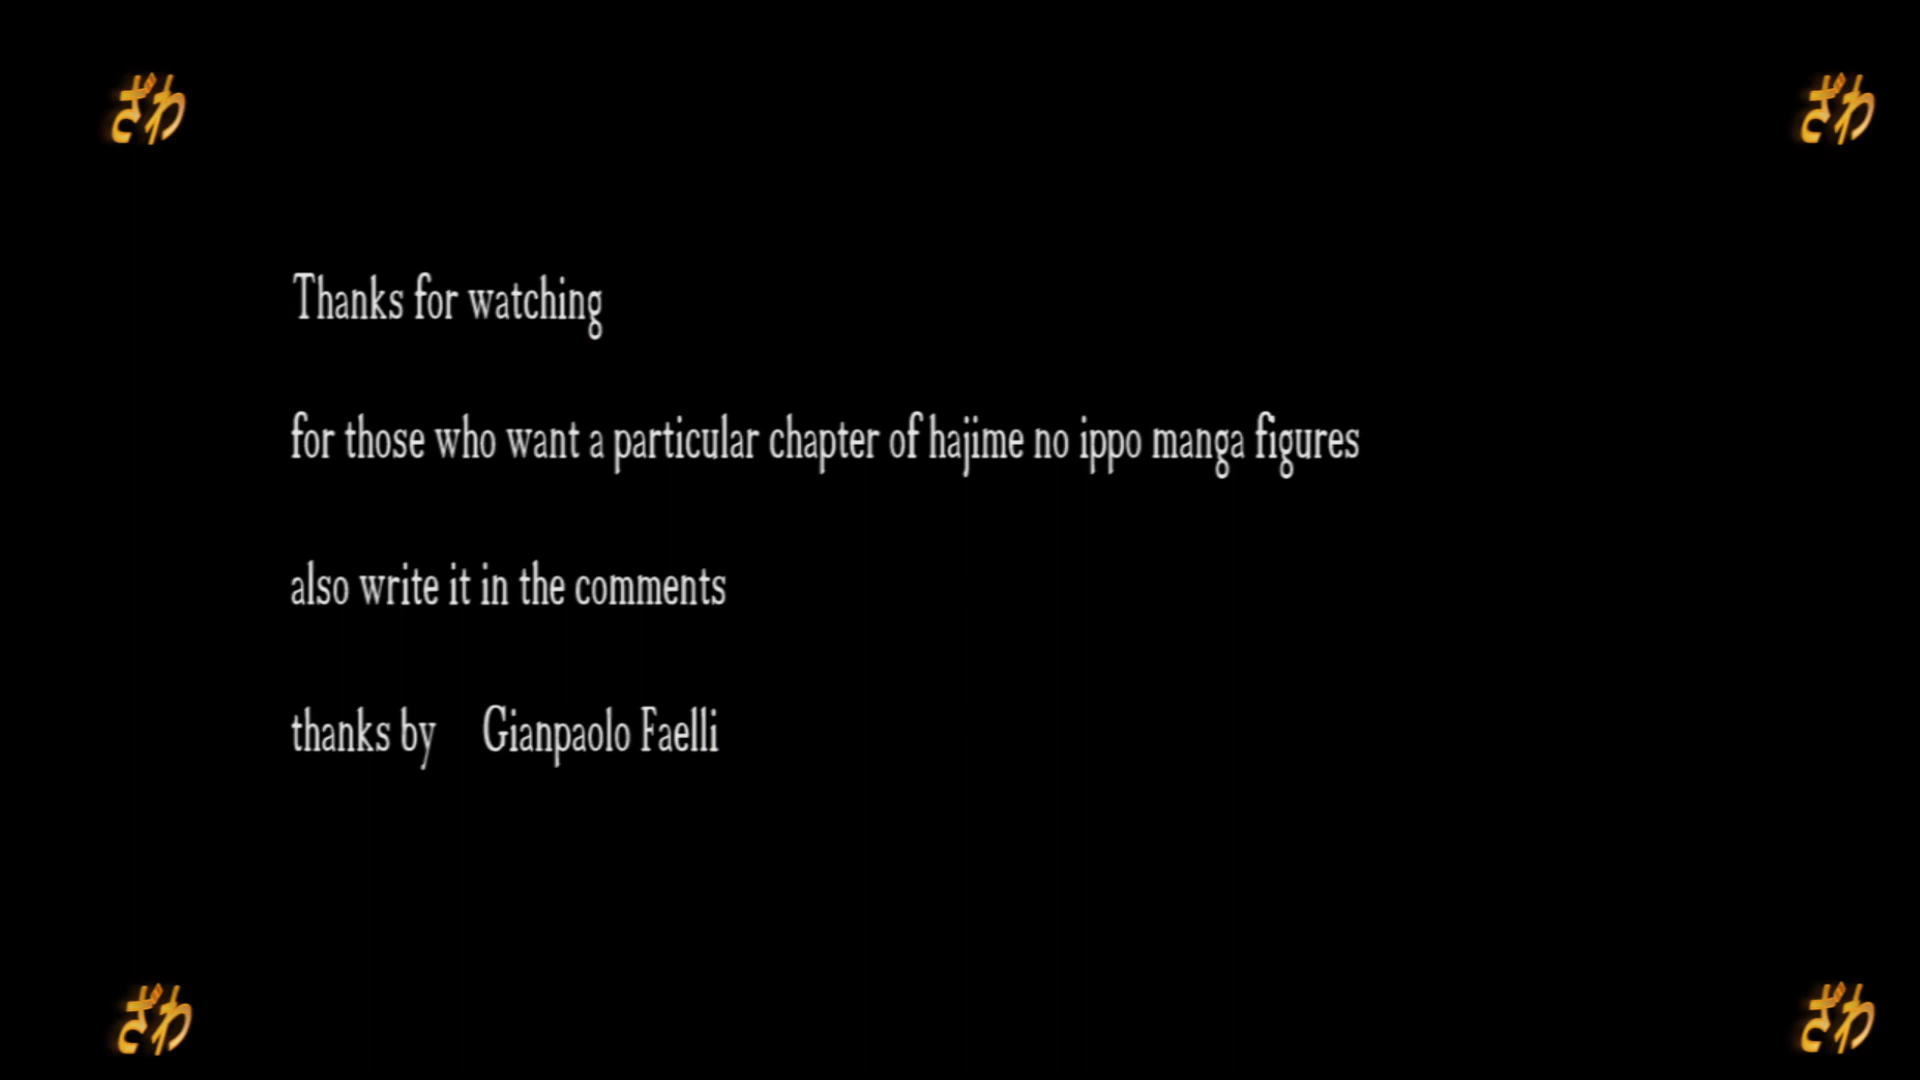 ざわ ざわ
Thanks for watching
for those who want a particular chapter of hajime no ippo manga figures
also write it in the comments
thanks by Gianpaolo Faelli
ざわ ざわ